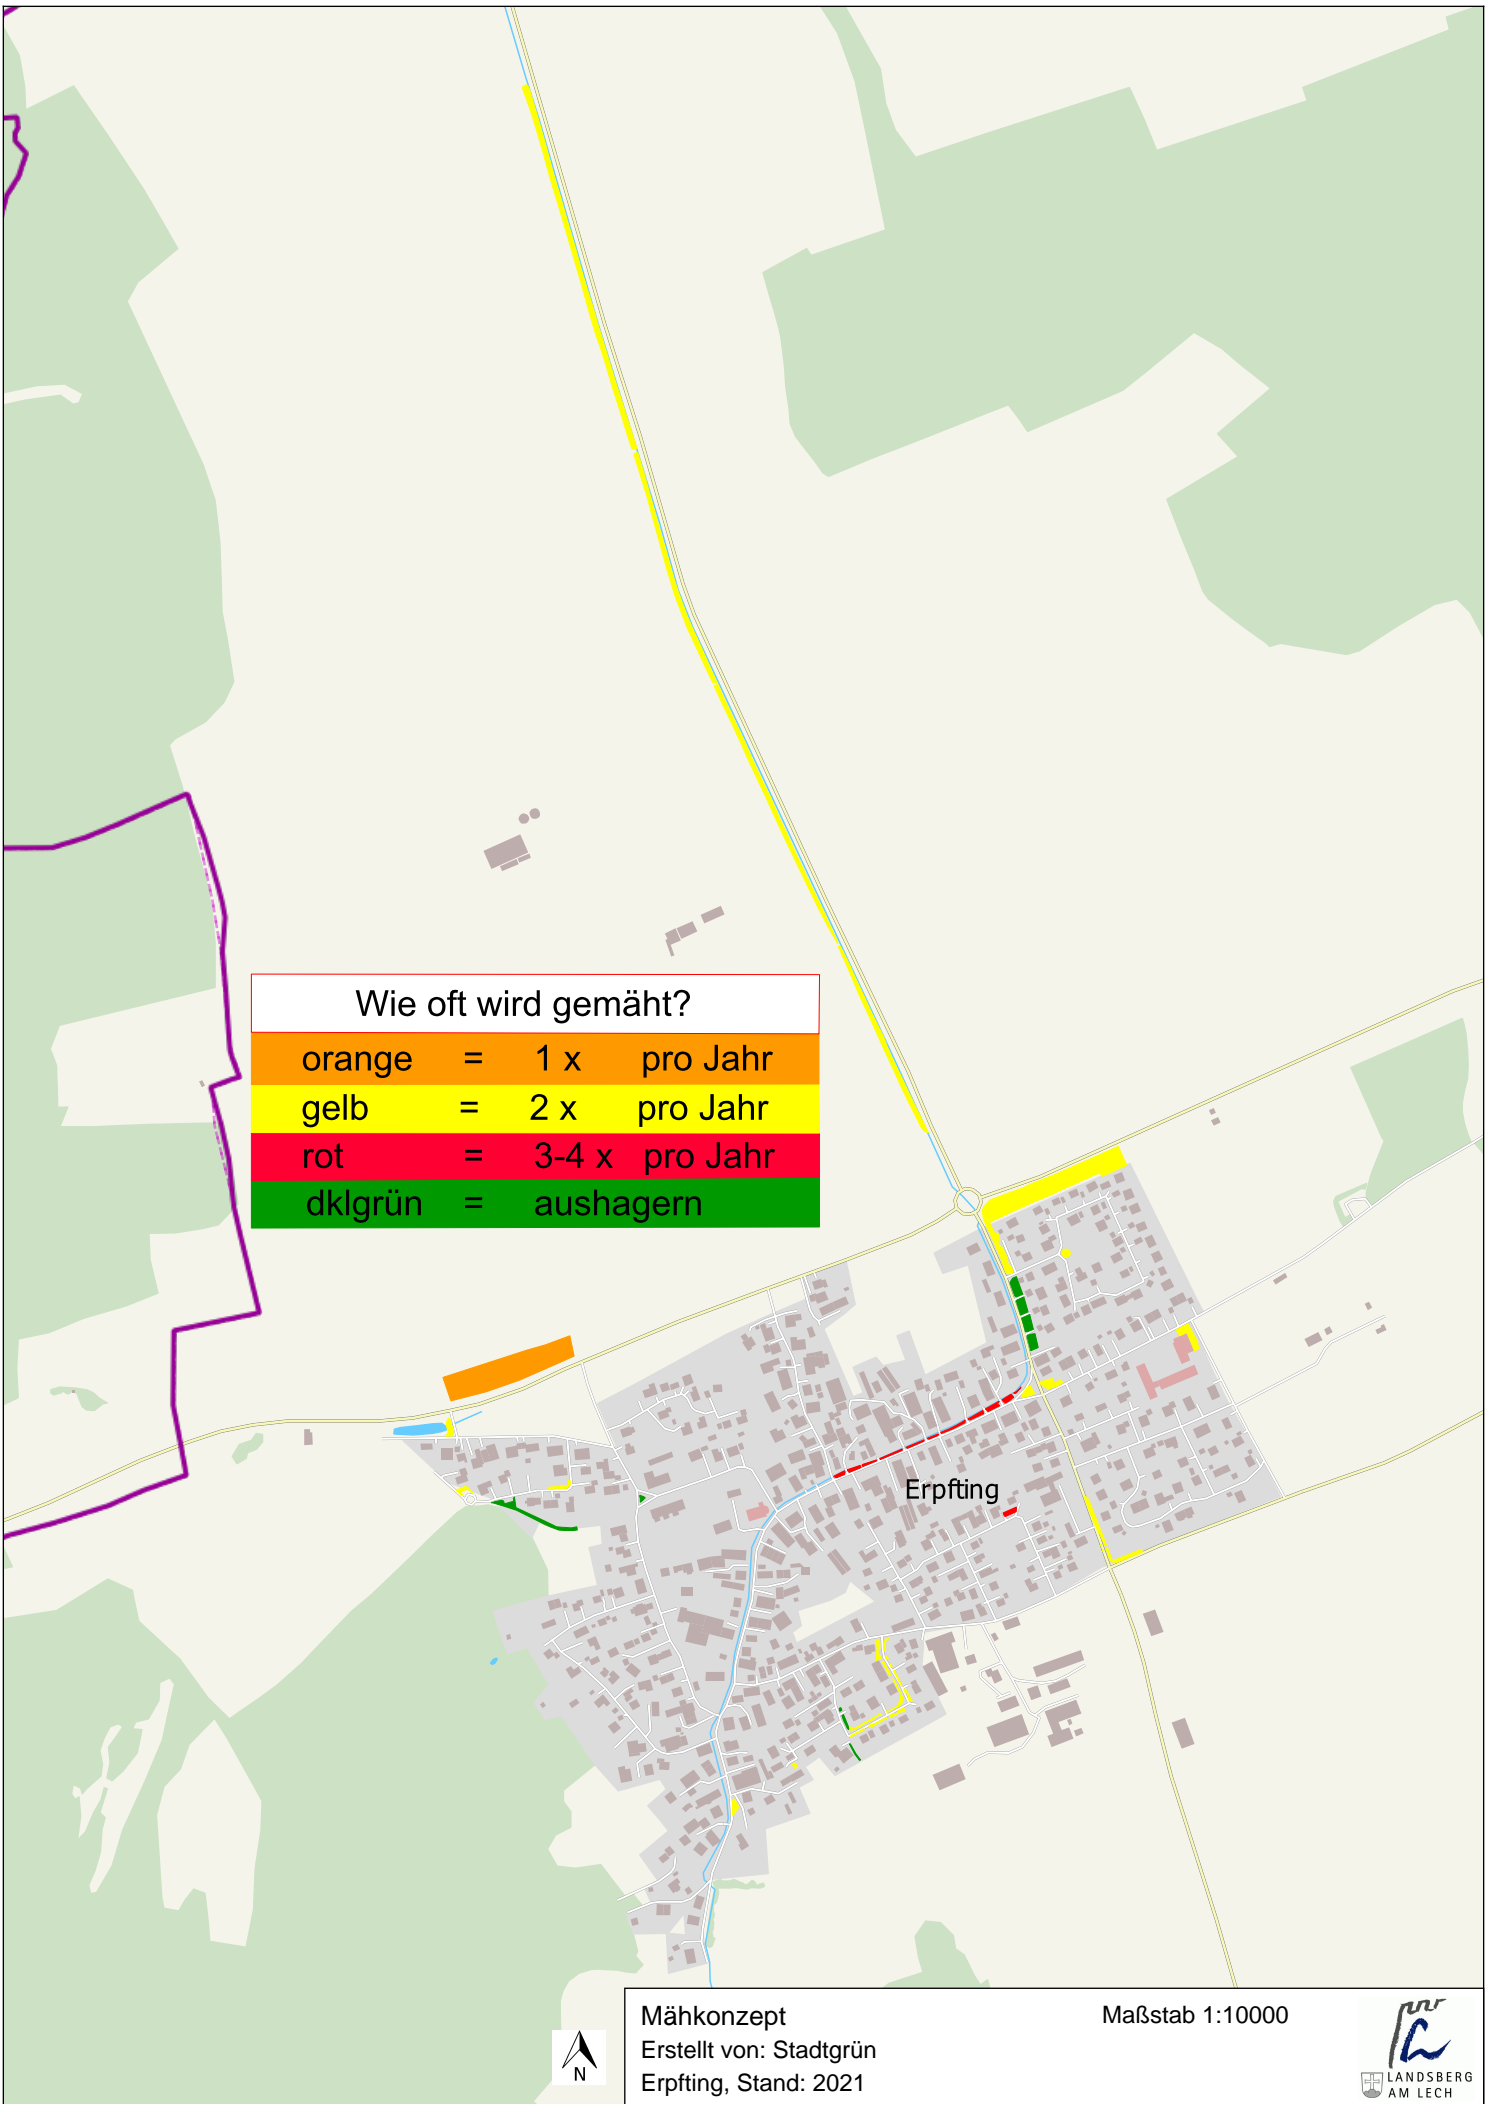 Wie oft wird gemäht?
orange = 1 x pro Jahr
gelb = 2 x pro Jahr
rot = 3-4 x pro Jahr
dklgrün = aushagern
Erpfting
N
Mähkonzept
Maßstab 1:10000
Erstellt von: Stadtgrün
Erpfting, Stand: 2021
LANDSBERG
AM LECH